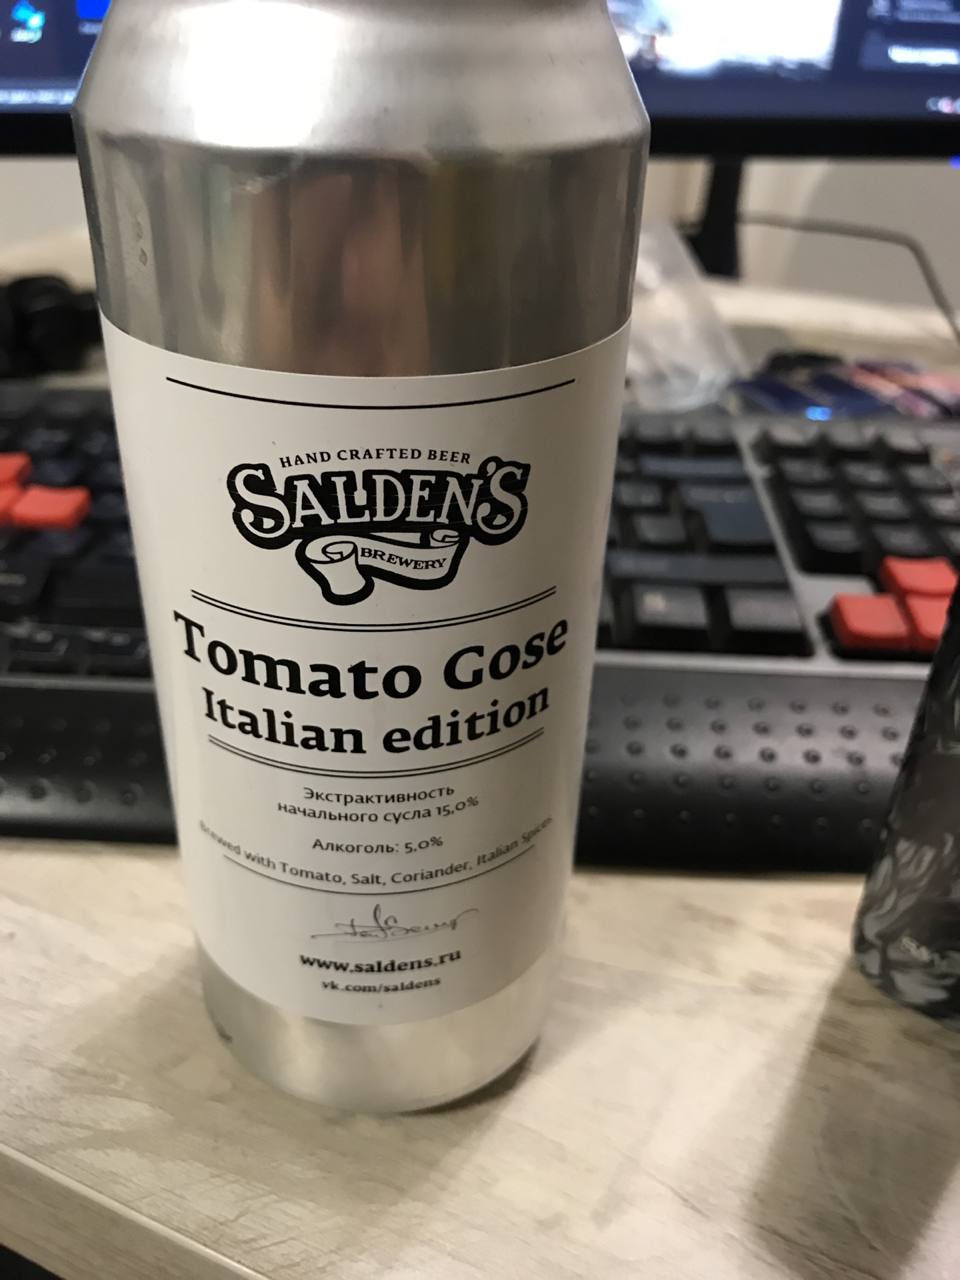 HAND CRAFTED BEER
SALDEN'S
BREWERY
Tomato Gose
Italian edition
Экстрактивность
начального сусла 15,0%
Алкоголь: 5,0%
Brewed with Tomato, Salt, Coriander, Italian Spices
www.saldens.ru
vk.com/saldens